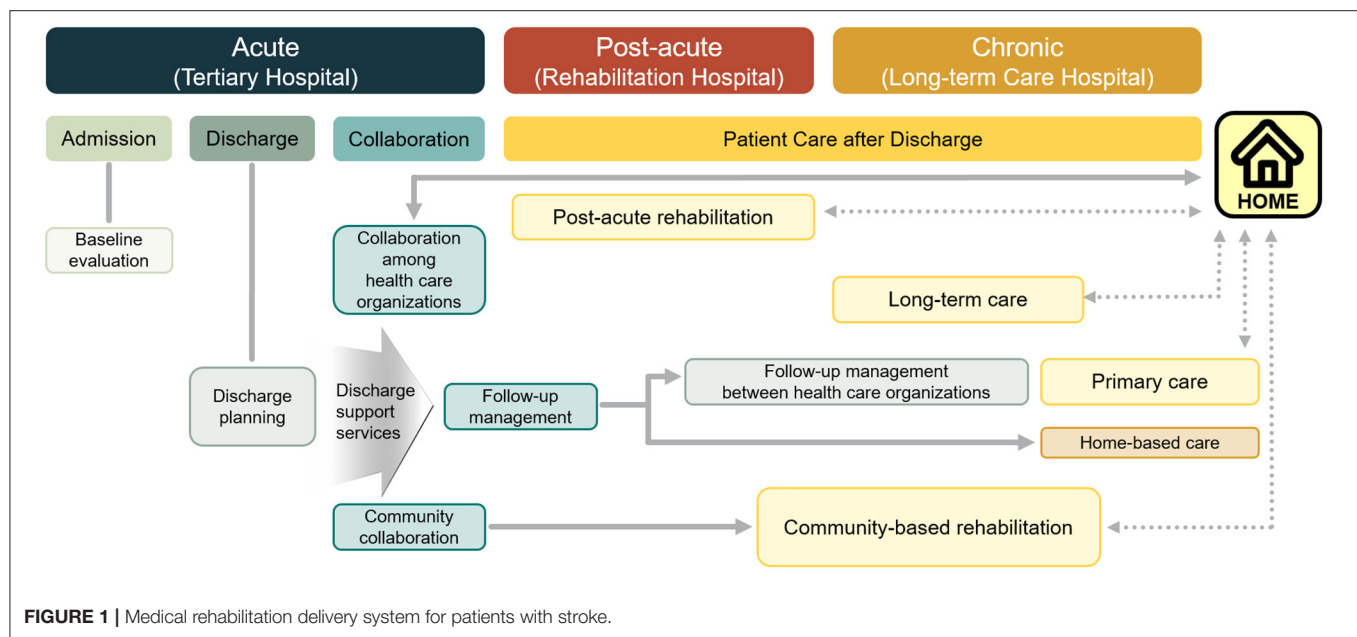 Acute
(Tertiary Hospital)
Post-acute
(Rehabilitation Hospital)
Chronic
(Long-term Care Hospital)
Admission
Discharge
Collaboration
Patient Care after Discharge
HOME
Baseline
evaluation
Collaboration
among
health care
organizations
Post-acute rehabilitation
Long-term care
Discharge
planning
Discharge
support
services
Follow-up
management
Follow-up management
between health care organizations
Primary care
Home-based care
Community
collaboration
Community-based rehabilitation
FIGURE 1 | Medical rehabilitation delivery system for patients with stroke.